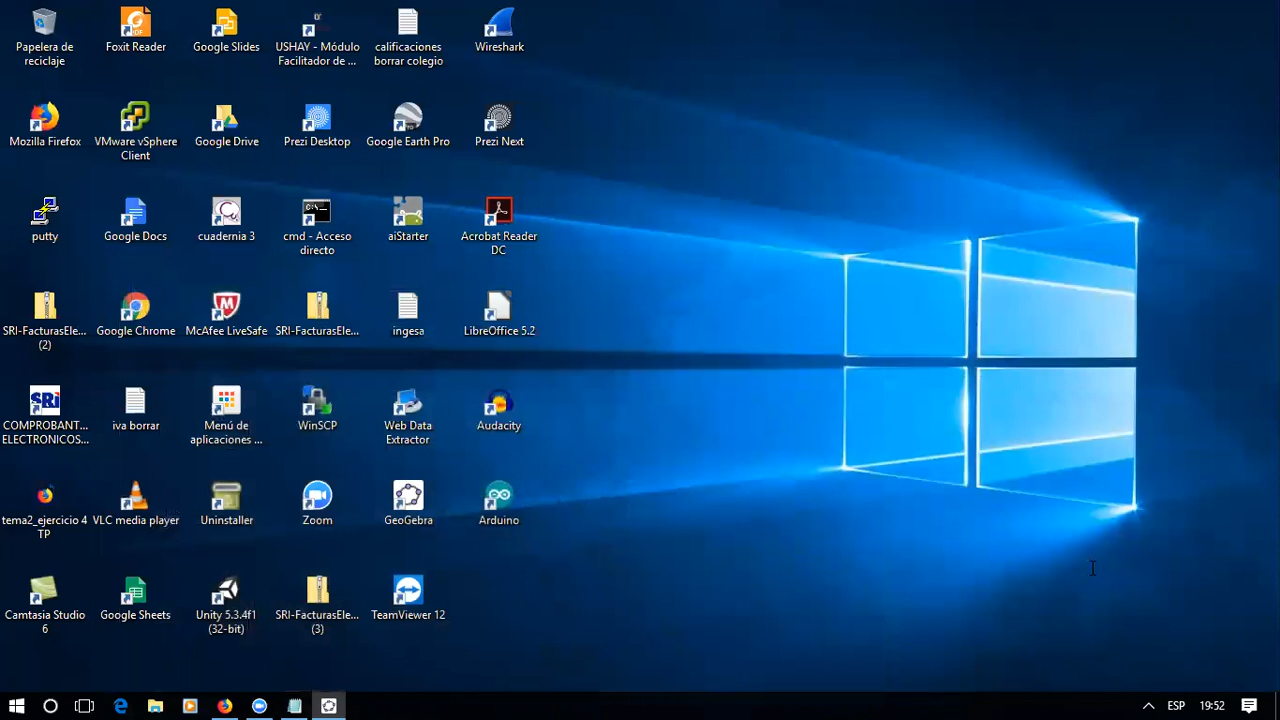 Papelera de
reciclaje
Foxit Reader
Google Slides
USHAY - Módulo
Facilitador de ...
calificaciones
borrar colegio
Wireshark
Mozilla Firefox
VMware vSphere
Client
Google Drive
Prezi Desktop
Google Earth Pro
Prezi Next
putty
Google Docs
cuadernia 3
cmd - Acceso
directo
aiStarter
Acrobat Reader
DC
SRI-FacturasEle...
(2)
Google Chrome
McAfee LiveSafe
SRI-FacturasEle...
ingesa
LibreOffice 5.2
SRi
COMPROBANT...
ELECTRONICOS...
iva borrar
Menú de
aplicaciones ...
WinSCP
Web Data
Extractor
Audacity
tema2_ejercicio 4
TP
VLC media player
Uninstaller
Zoom
GeoGebra
Arduino
Camtasia Studio
6
Google Sheets
Unity 5.3.4f1
(32-bit)
SRI-FacturasEle...
(3)
TeamViewer 12
ESP
19:52